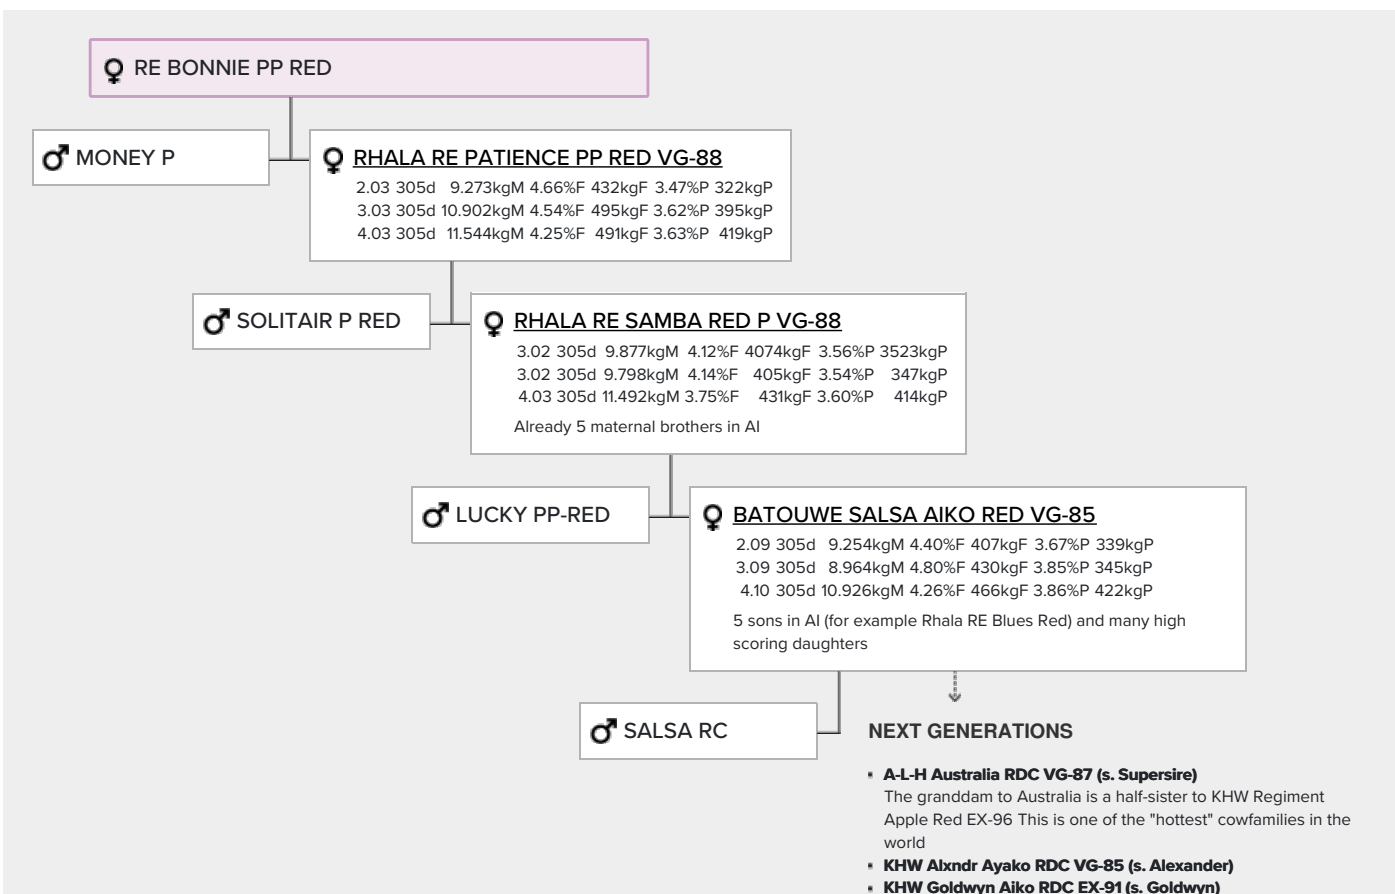 RE BONNIE PP RED
MONEY P
RHALA RE PATIENCE PP RED VG-88
2.03 305d 9.273kgM 4.66%F 432kgF 3.47%P 322kgP
3.03 305d 10.902kgM 4.54%F 495kgF 3.62%P 395kgP
4.03 305d 11.544kgM 4.25%F 491kgF 3.63%P 419kgP
SOLITAIR P RED
RHALA RE SAMBA RED P VG-88
3.02 305d 9.877kgM 4.12%F 4074kgF 3.56%P 3523kgP
3.02 305d 9.798kgM 4.14%F 405kgF 3.54%P 347kgP
4.03 305d 11.492kgM 3.75%F 431kgF 3.60%P 414kgP
Already 5 maternal brothers in AI
LUCKY PP-RED
BATOUWE SALSA AIKO RED VG-85
2.09 305d 9.254kgM 4.40%F 407kgF 3.67%P 339kgP
3.09 305d 8.964kgM 4.80%F 430kgF 3.85%P 345kgP
4.10 305d 10.926kgM 4.26%F 466kgF 3.86%P 422kgP
5 sons in AI (for example Rhala RE Blues Red) and many high
scoring daughters
SALSA RC
NEXT GENERATIONS
A-L-H Australia RDC VG-87 (s. Supersire)
The granddam to Australia is a half-sister to KHW Regiment
Apple Red EX-96 This is one of the "hottest" cowfamilies in the
world
KHW Alxndr Ayako RDC VG-85 (s. Alexander)
KHW Goldwyn Aiko RDC EX-91 (s. Goldwyn)